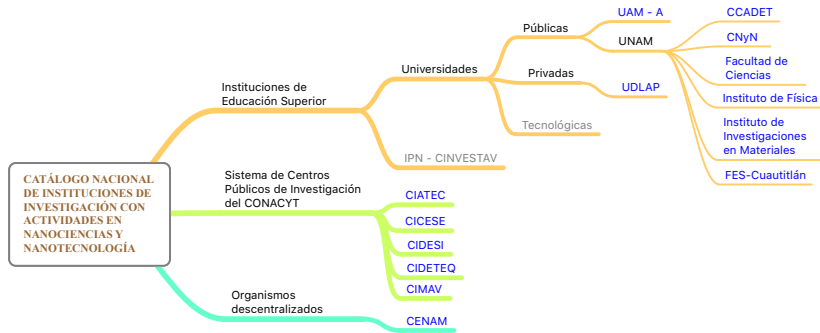 CATÁLOGO NACIONAL
DE INSTITUCIONES DE
INVESTIGACIÓN CON
ACTIVIDADES EN
NANOCIENCIAS Y
NANOTECNOLOGÍA
Instituciones de
Educación Superior
Universidades
Públicas
UAM - A
UNAM
CCADET
CNyN
Facultad de
Ciencias
Instituto de Física
Instituto de
Investigaciones
en Materiales
FES-Cuautitlán
Privadas
UDLAP
Tecnológicas
IPN - CINVESTAV
Sistema de Centros
Públicos de Investigación
del CONACYT
CIATEC
CICESE
CIDESI
CIDETEQ
CIMAV
Organismos
descentralizados
CENAM